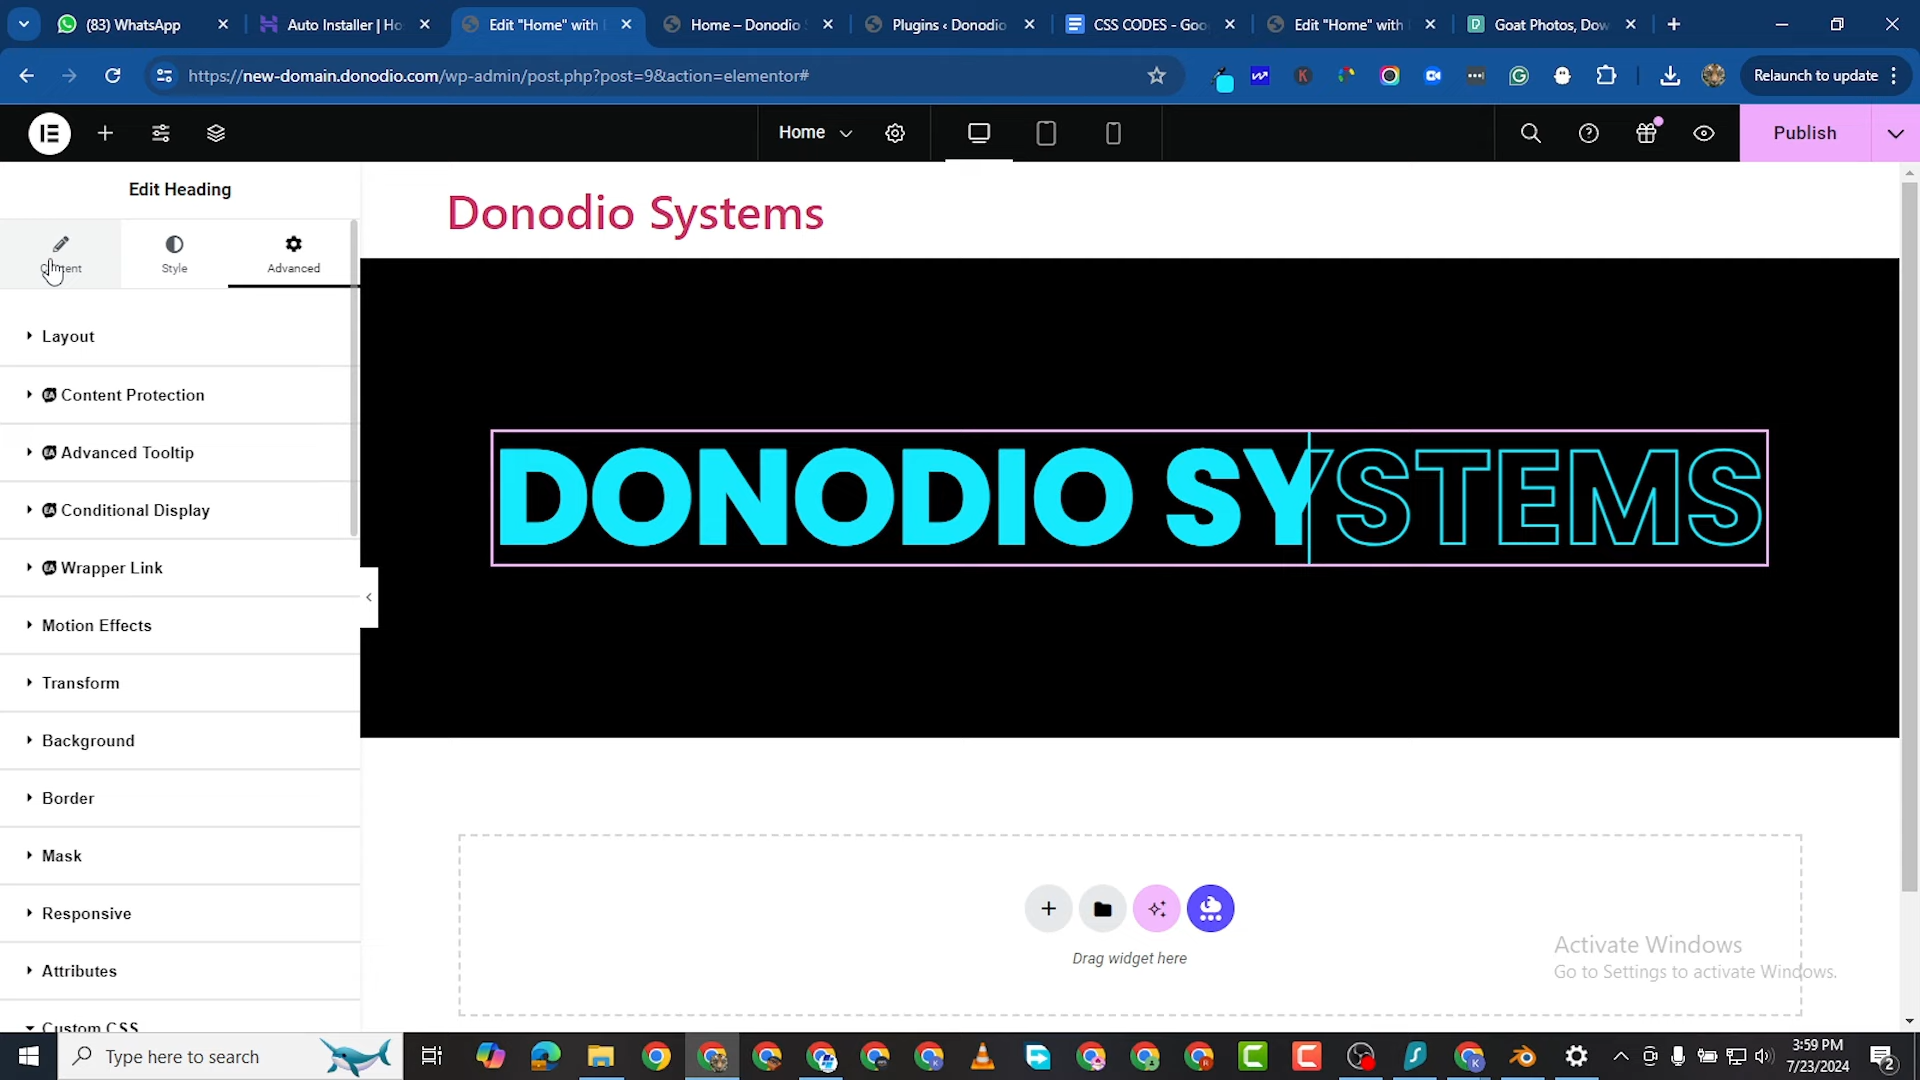 (83) WhatsApp
Auto Installer | Ho
Edit "Home" with
Home – Donodio
Plugins ‹ Donodio
CSS CODES - Goo
Edit "Home" with
Goat Photos, Dow
https://new-domain.donodio.com/wp-admin/post.php?post=9&action=elementor#
Relaunch to update
Home
Publish
Edit Heading
Content
Style
Advanced
Layout
Content Protection
Advanced Tooltip
Conditional Display
Wrapper Link
Motion Effects
Transform
Background
Border
Mask
Responsive
Attributes
Custom CSS
Donodio Systems
DONODIO SYSTEMS
Drag widget here
Activate Windows
Go to Settings to activate Windows.
Type here to search
3:59 PM
7/23/2024
2